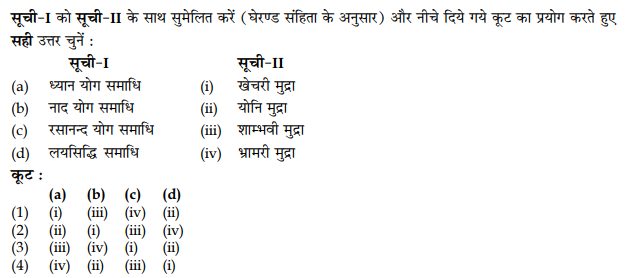 सूची-I को सूची-II के साथ सुमेलित करें (घेरण्ड संहिता के अनुसार) और नीचे दिये गये कूट का प्रयोग करते हुए
सही उत्तर चुनें :
सूची-I सूची-II
(a) ध्यान योग समाधि (i) खेचरी मुद्रा
(b) नाद योग समाधि (ii) योनि मुद्रा
(c) रसानन्द योग समाधि (iii) शाम्भवी मुद्रा
(d) लयसिद्धि समाधि (iv) भ्रामरी मुद्रा
कूट :
(a) (b) (c) (d)
(1) (i) (iii) (iv) (ii)
(2) (ii) (i) (iii) (iv)
(3) (iii) (iv) (i) (ii)
(4) (iv) (ii) (iii) (i)